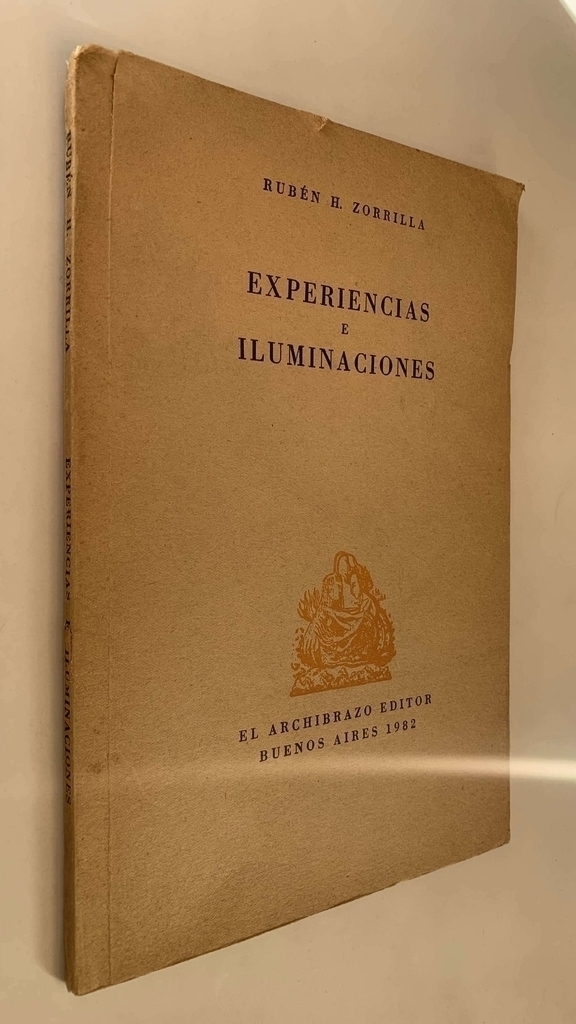 RUBÉN H. ZORRILLA
EXPERIENCIAS
E
ILUMINACIONES
EL ARCHIBRAZO EDITOR
BUENOS AIRES 1982
RUBÉN H. ZORRILLA EXPERIENCIAS E ILUMINACIONES